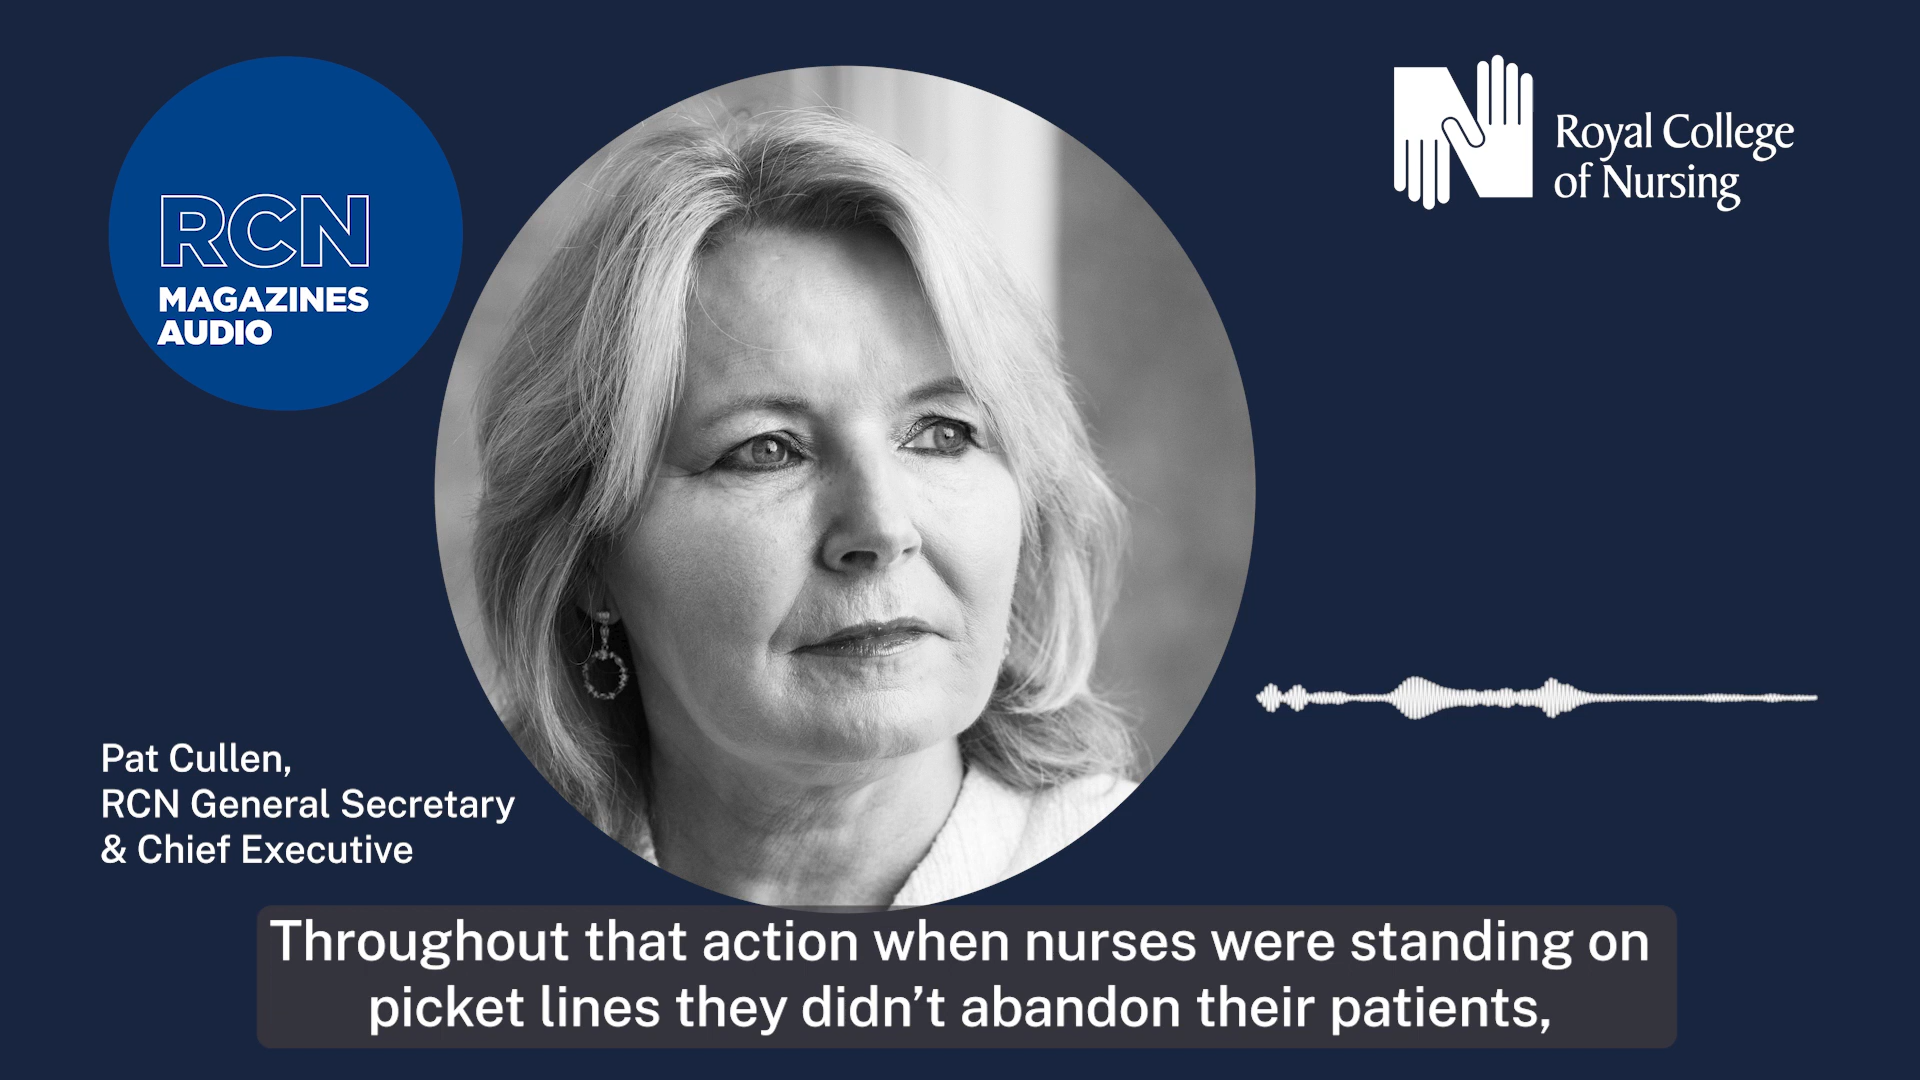 RCN
MAGAZINES
AUDIO
Royal College
of Nursing
Pat Cullen,
RCN General Secretary
& Chief Executive
Throughout that action when nurses were standing on
picket lines they didn’t abandon their patients,